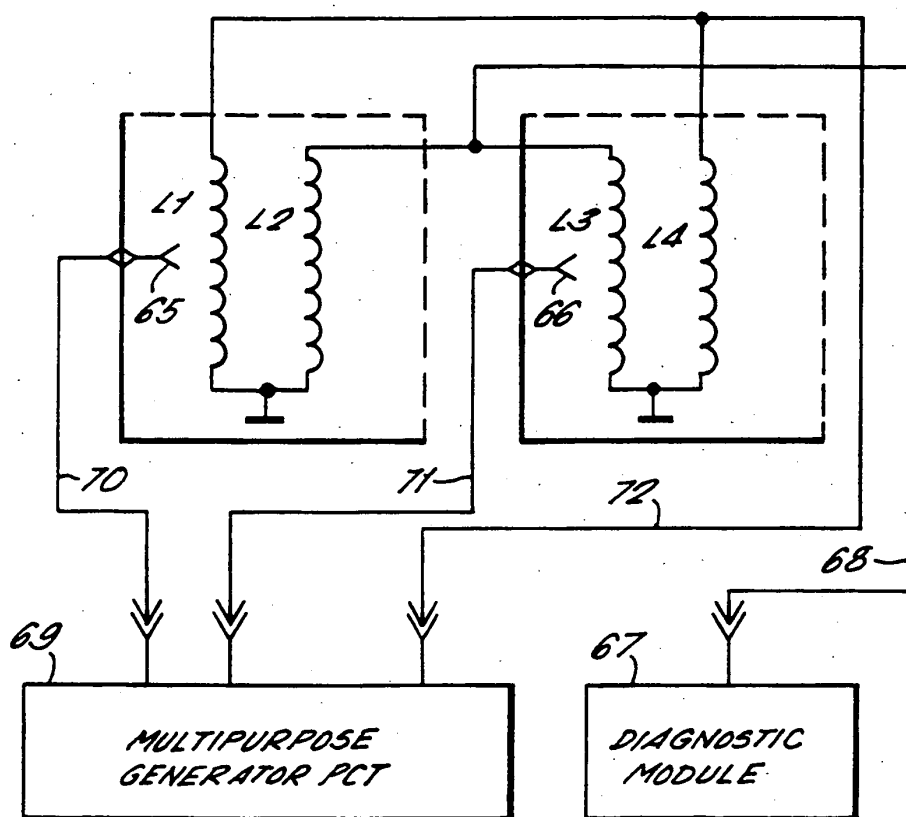 L1
L2
L3
L4
65
66
70
71
72
68
69
67
MULTIPURPOSE
GENERATOR PCT
DIAGNOSTIC
MODULE